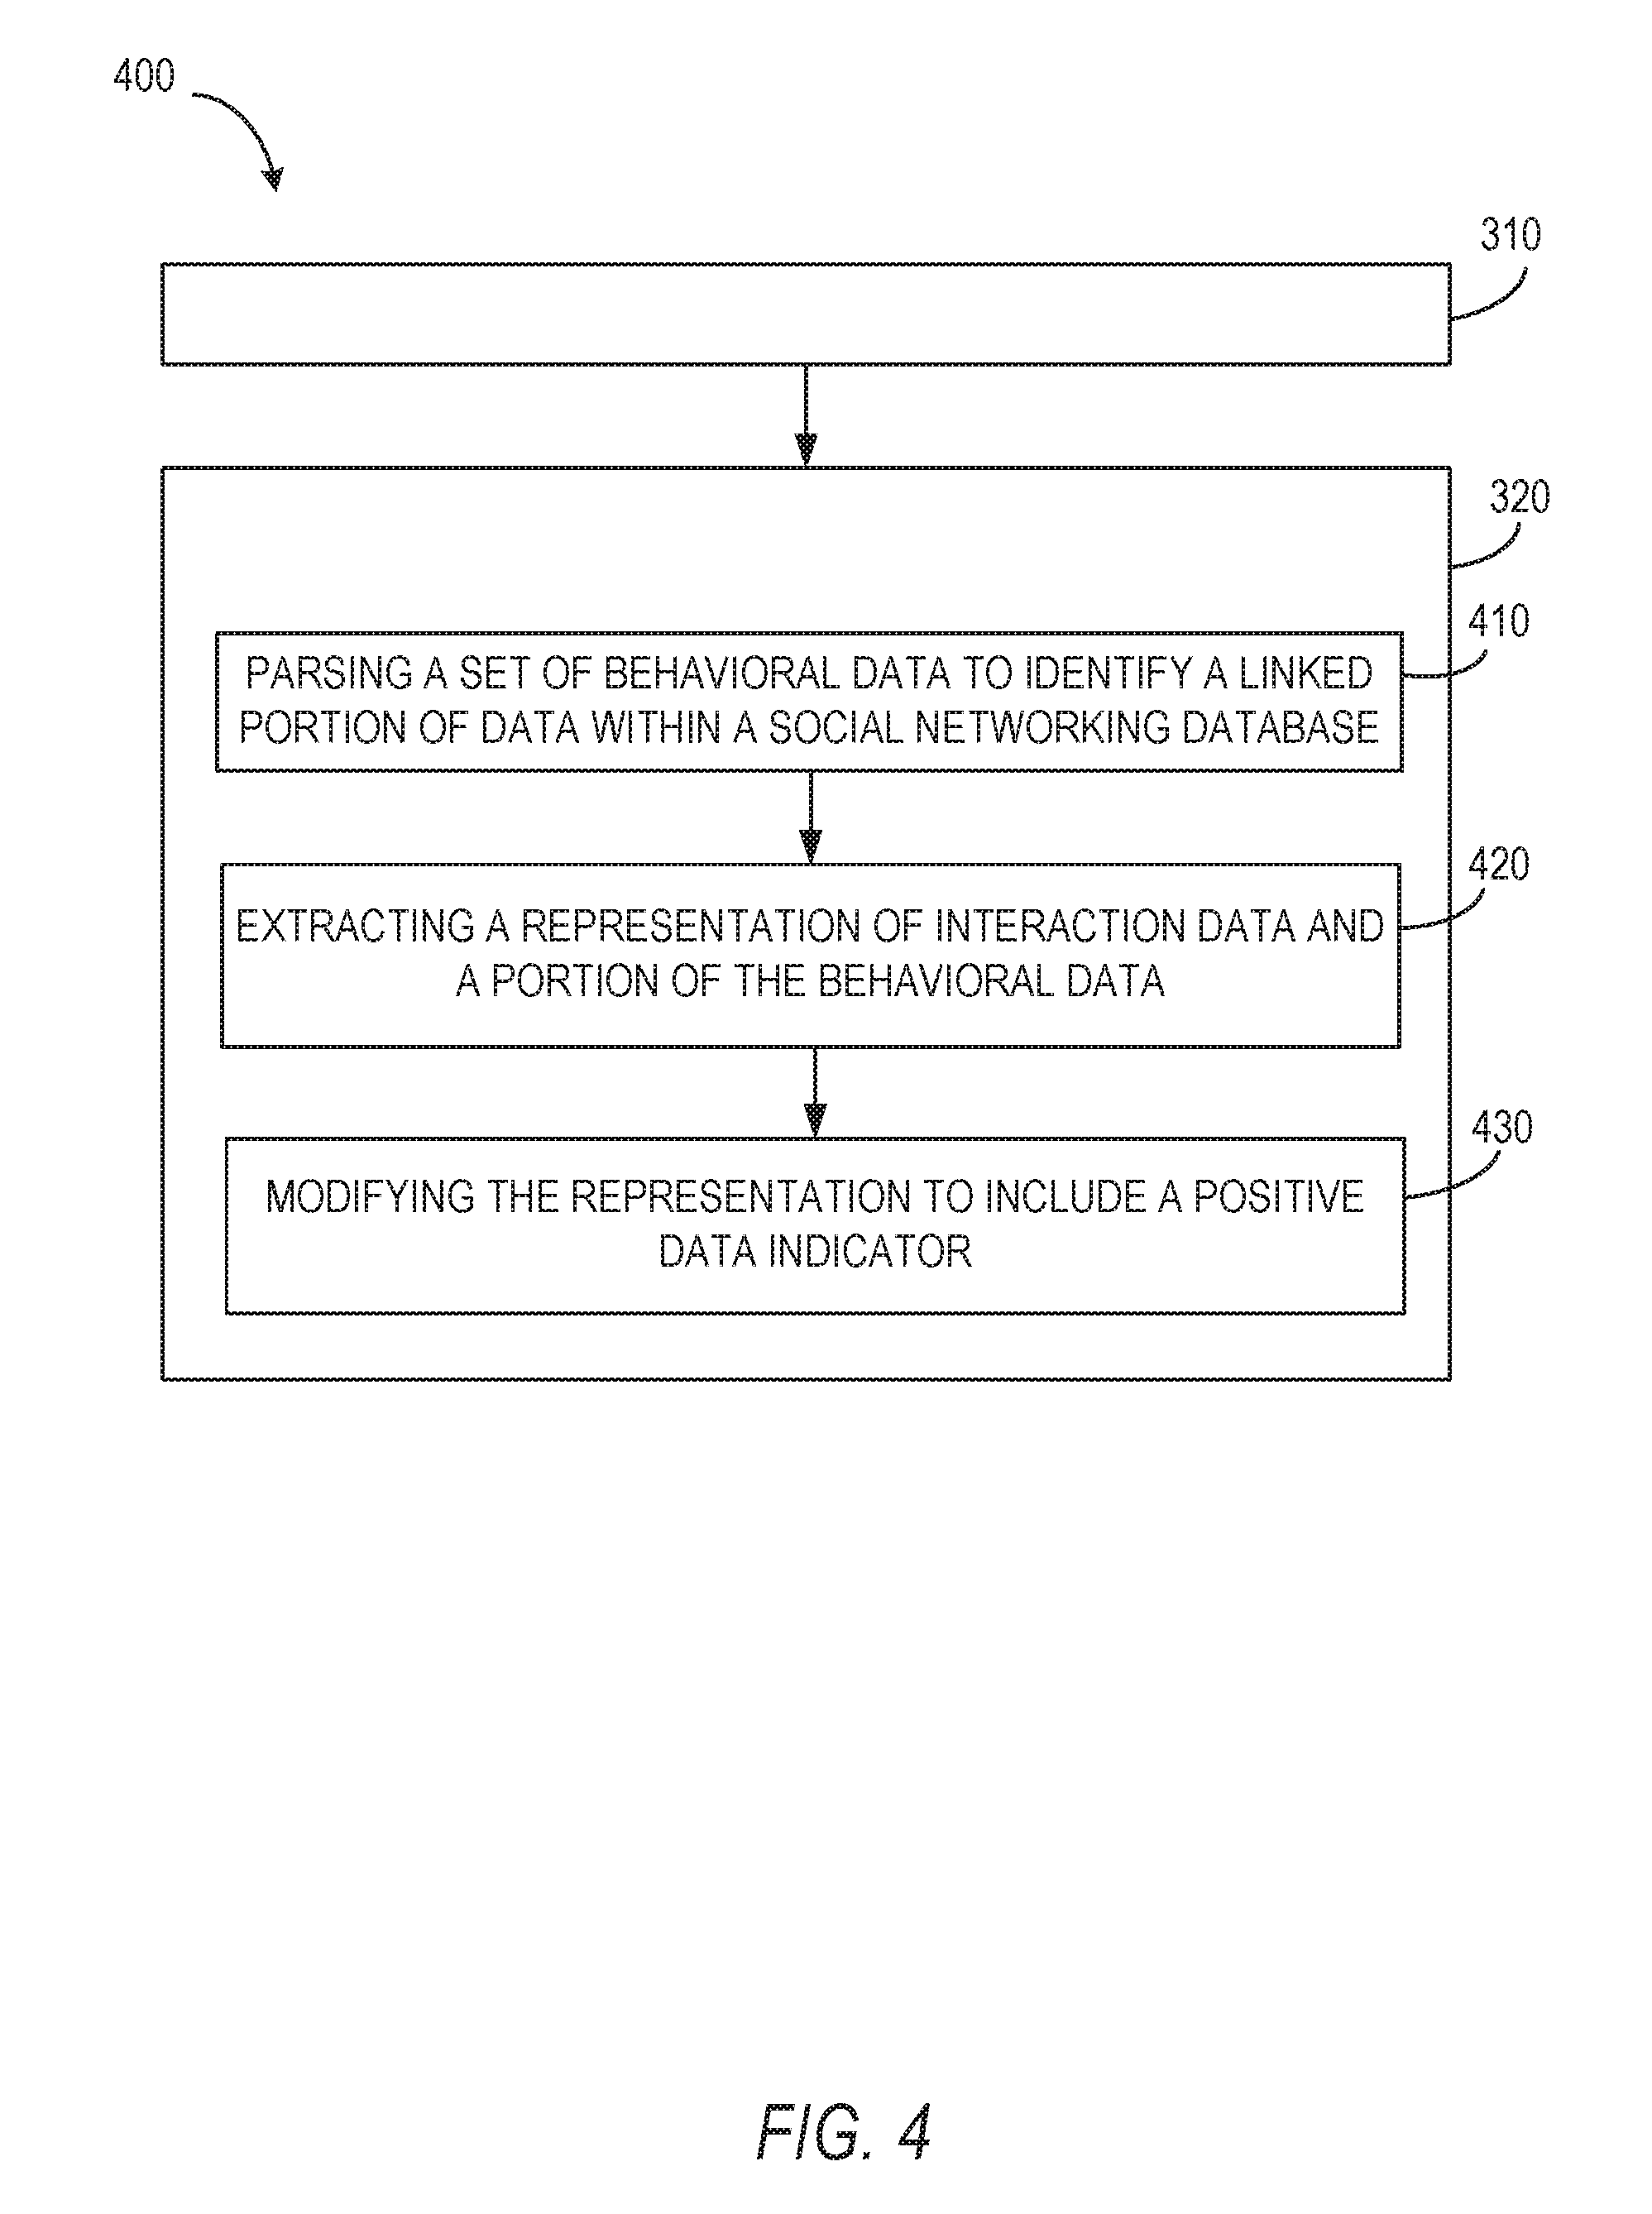 400
310
320
410
PARSING A SET OF BEHAVIORAL DATA TO IDENTIFY A LINKED
PORTION OF DATA WITHIN A SOCIAL NETWORKING DATABASE
420
EXTRACTING A REPRESENTATION OF INTERACTION DATA AND
A PORTION OF THE BEHAVIORAL DATA
430
MODIFYING THE REPRESENTATION TO INCLUDE A POSITIVE
DATA INDICATOR
FIG. 4